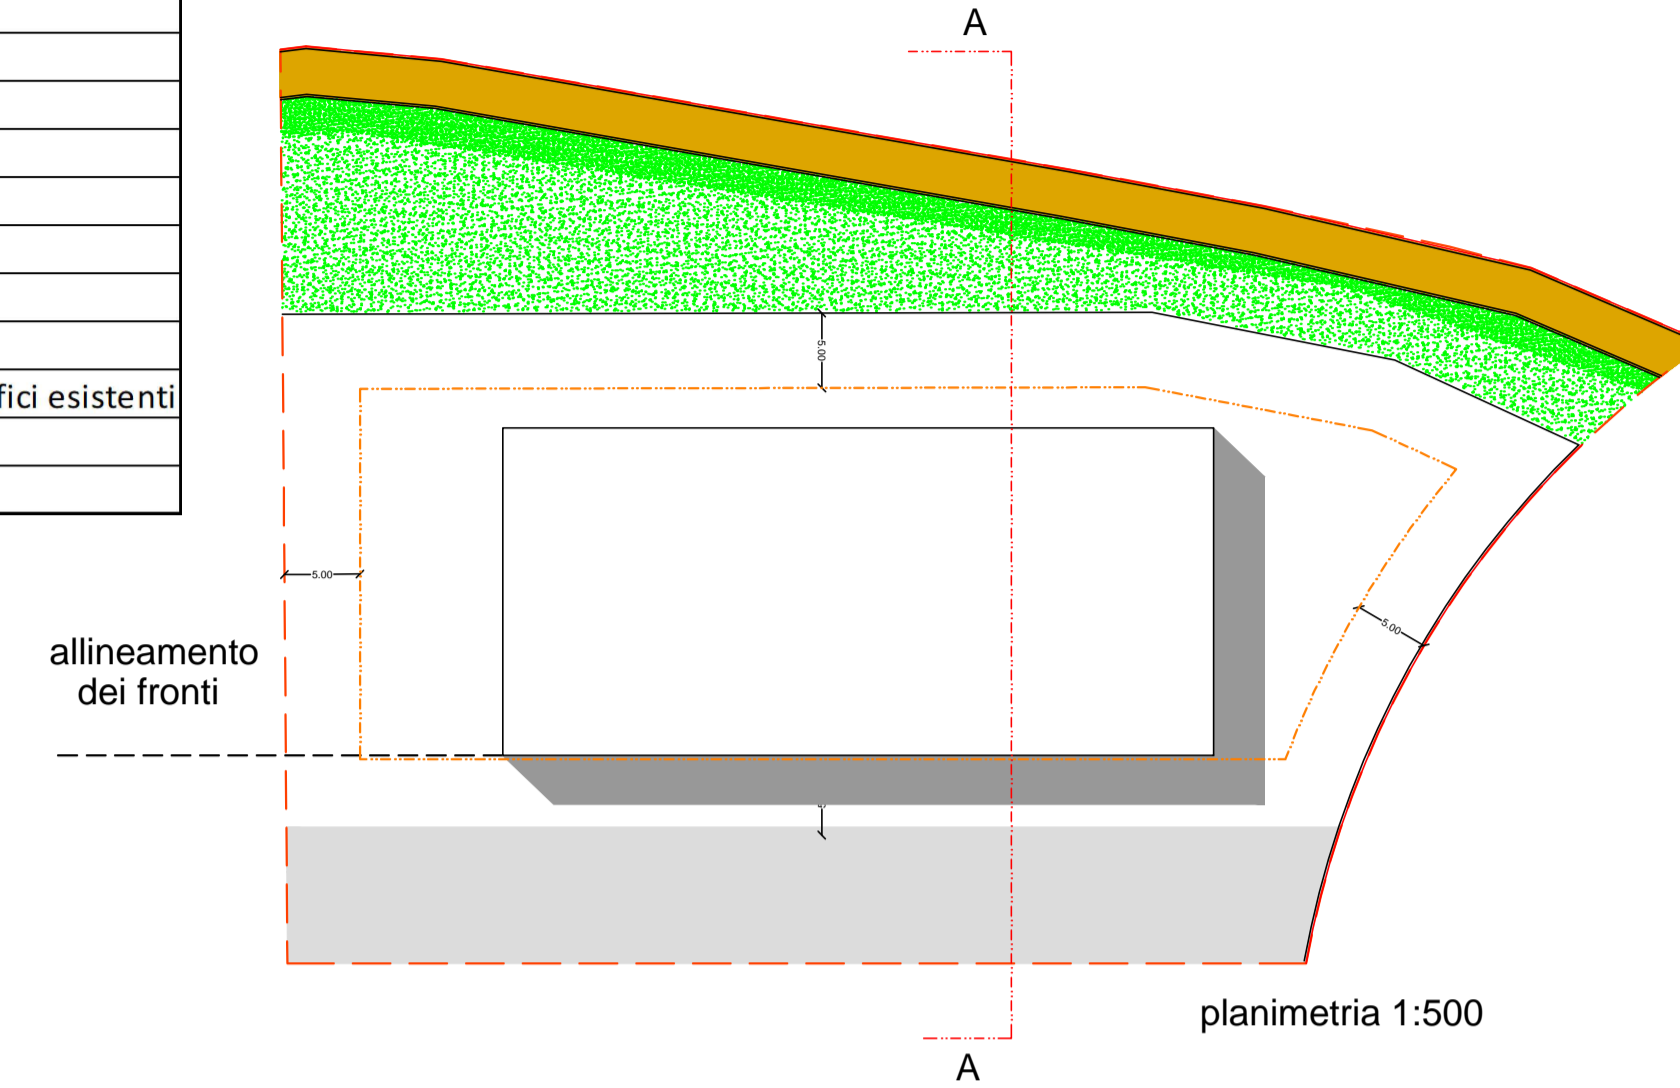 A
fici esistenti
5.00
5.00
5.00
allineamento
dei fronti
planimetria 1:500
A